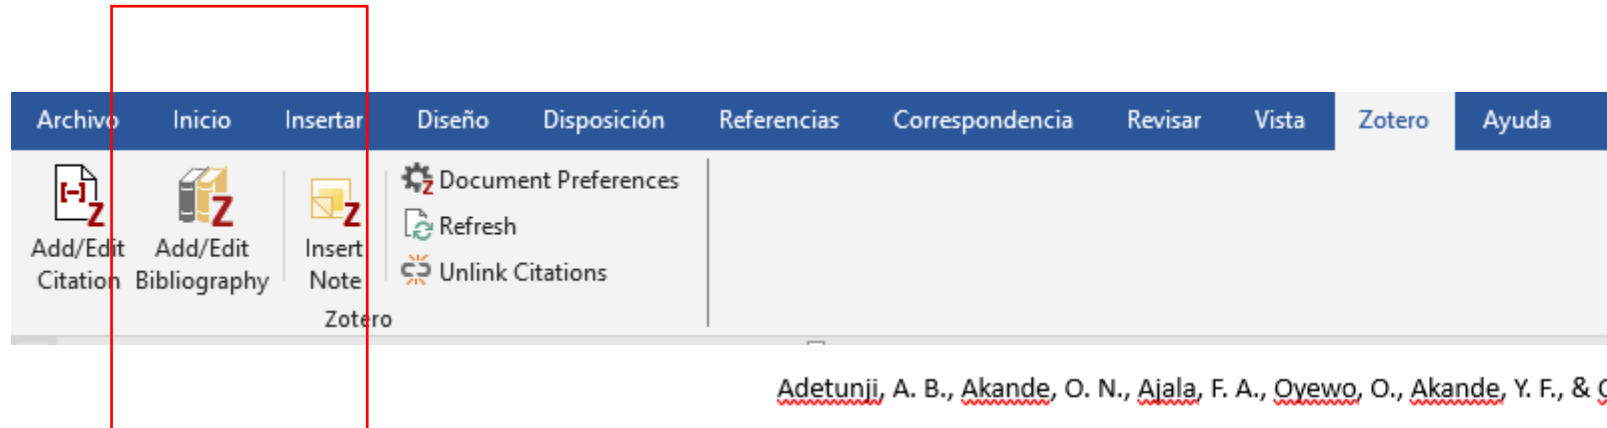 Archivo Inicio Insertar Diseño Disposición Referencias Correspondencia Revisar Vista Zotero Ayuda
Add/Edit Citation
Add/Edit Bibliography
Insert Note
Document Preferences
Refresh
Unlink Citations
Zotero
Adetunji, A. B., Akande, O. N., Ajala, F. A., Oyewo, O., Akande, Y. F., &